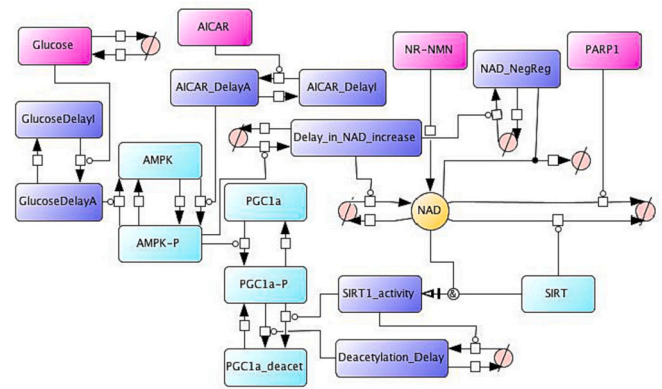 AICAR
Glucose
NR-NMN
PARP1
NAD_NegReg
AICAR_DelayA
AICAR_DelayI
GlucoseDelayI
Delay_in_NAD_increase
AMPK
GlucoseDelayA
PGC1a
NAD
AMPK-P
PGC1a-P
SIRT1_activity
&
SIRT
PGC1a_deacet
Deacetylation_Delay